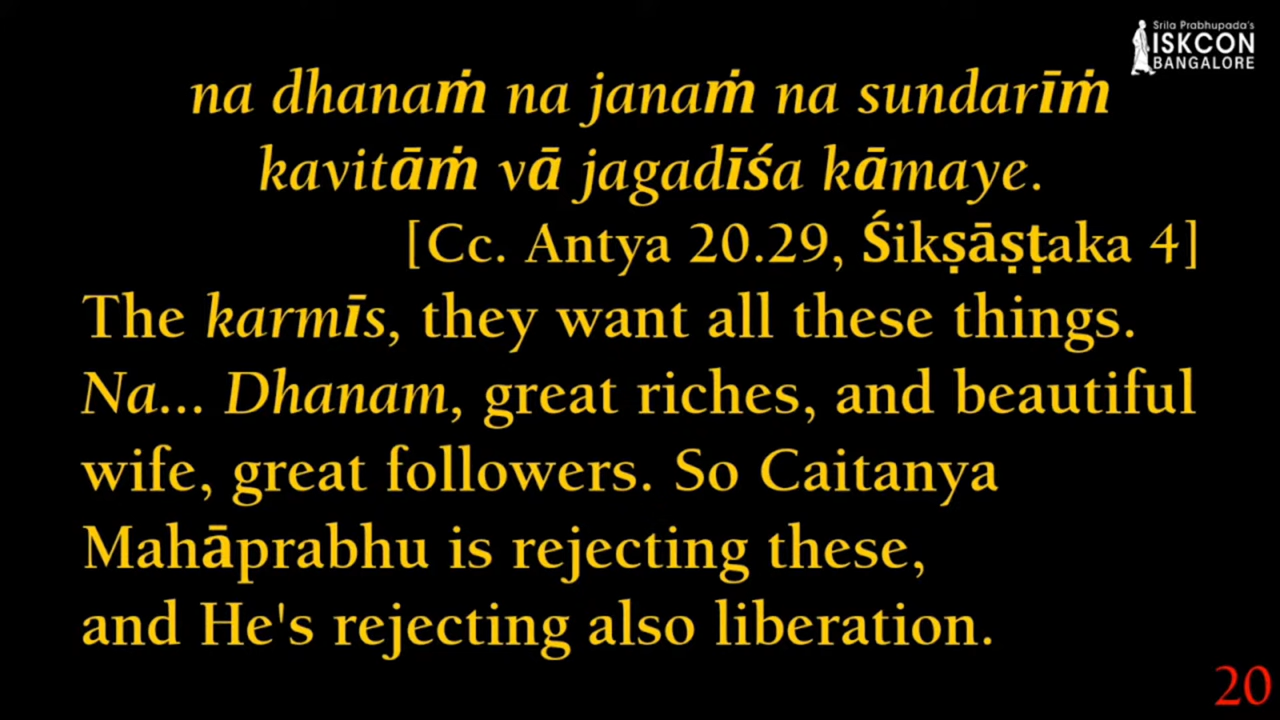 Srila Prabhupada's
ISKCON
BANGALORE
na dhanaṁ na janaṁ na sundarīṁ
kavitāṁ vā jagadīśa kāmaye.
[Cc. Antya 20.29, Śikṣāṣṭaka 4]
The karmīs, they want all these things.
Na... Dhanam, great riches, and beautiful
wife, great followers. So Caitanya
Mahāprabhu is rejecting these,
and He's rejecting also liberation.
20